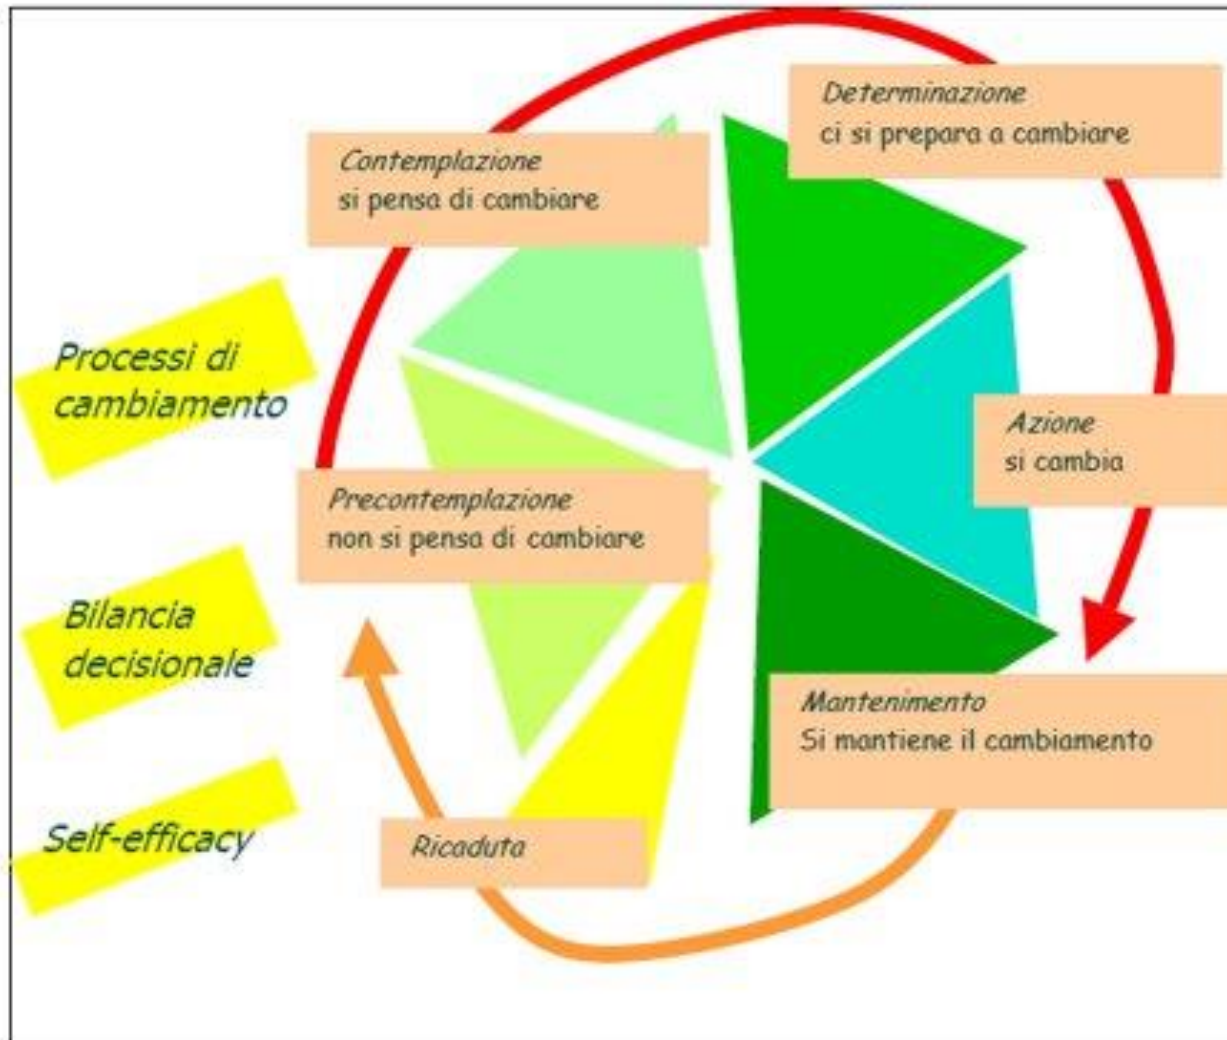 Determinazione
ci si prepara a cambiare
Contemplazione
si pensa di cambiare
Processi di
cambiamento
Azione
si cambia
Precontemplazione
non si pensa di cambiare
Bilancia
decisionale
Mantenimento
Si mantiene il cambiamento
Self-efficacy
Ricaduta